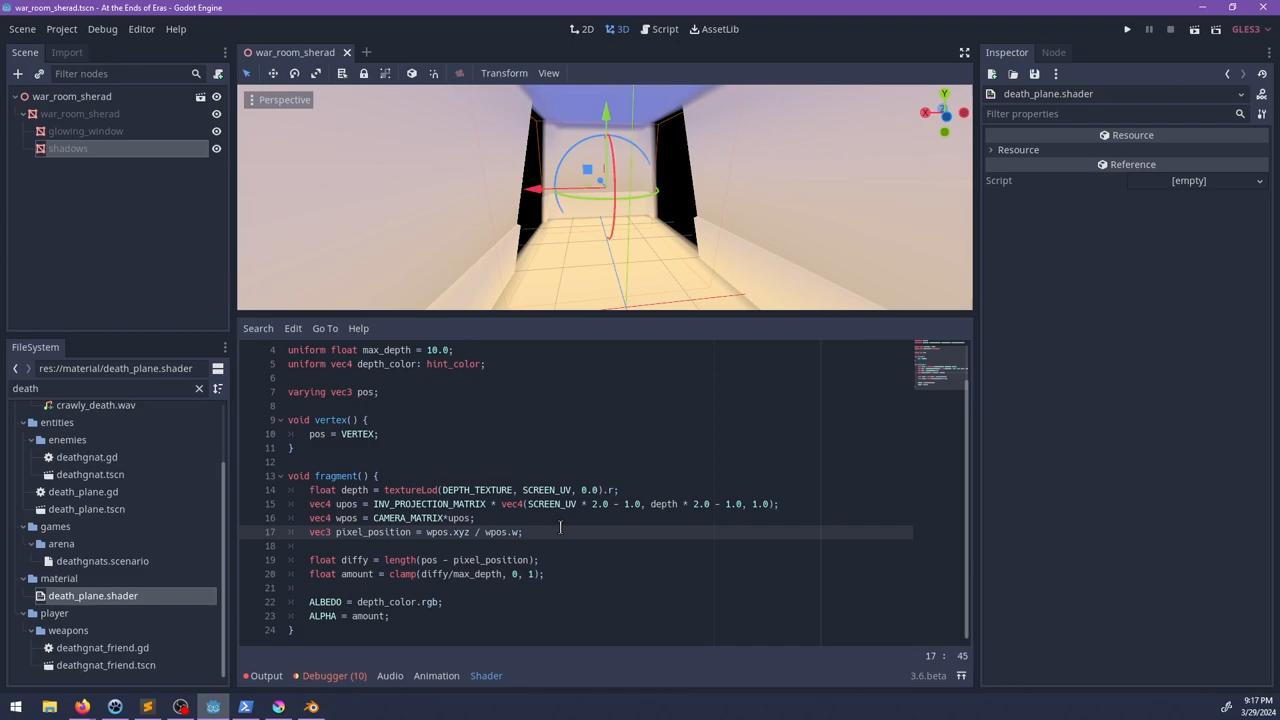 war_room_sherad.tscn - At the Ends of Eras - Godot Engine
Scene Project Debug Editor Help
2D 3D Script AssetLib
GLES3
Scene Import
Filter nodes
war_room_sherad
war_room_sherad
glowing_window
shadows
war_room_sherad
Transform View
Perspective
Y
X
Z
Inspector Node
death_plane.shader
Filter properties
Resource
Resource
Reference
Script [empty]
FileSystem
res://material/death_plane.shader
death
crawly_death.wav
entities
enemies
deathgnat.gd
deathgnat.tscn
death_plane.gd
death_plane.tscn
games
arena
deathgnats.scenario
material
death_plane.shader
player
weapons
deathgnat_friend.gd
deathgnat_friend.tscn
Search Edit Go To Help
4 uniform float max_depth = 10.0;
5 uniform vec4 depth_color: hint_color;
6
7 varying vec3 pos;
8
9 void vertex() {
10 pos = VERTEX;
11 }
12
13 void fragment() {
14 float depth = textureLod(DEPTH_TEXTURE, SCREEN_UV, 0.0).r;
15 vec4 upos = INV_PROJECTION_MATRIX * vec4(SCREEN_UV * 2.0 - 1.0, depth * 2.0 - 1.0, 1.0);
16 vec4 wpos = CAMERA_MATRIX*upos;
17 vec3 pixel_position = wpos.xyz / wpos.w;
18
19 float diffy = length(pos - pixel_position);
20 float amount = clamp(diffy/max_depth, 0, 1);
21
22 ALBEDO = depth_color.rgb;
23 ALPHA = amount;
24 }
17 : 45
Output Debugger (10) Audio Animation Shader
3.6.beta
9:17 PM
3/29/2024